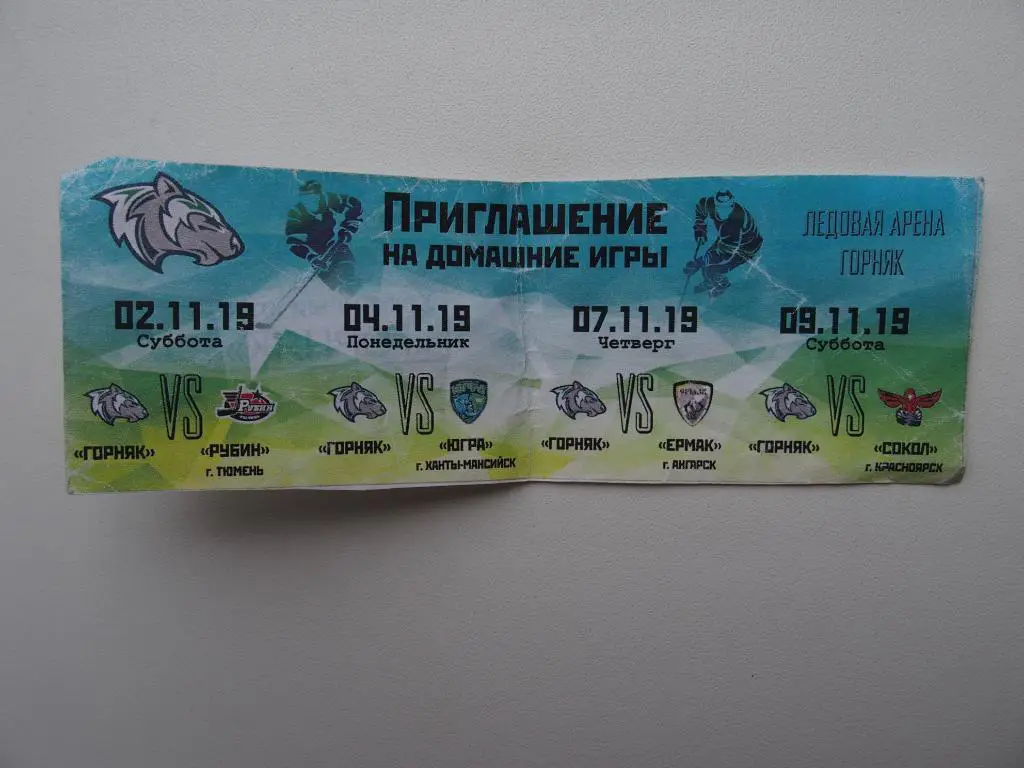 Приглашение
на домашние игры
Ледовая арена
Горняк
02.11.19
Суббота
04.11.19
Понедельник
07.11.19
Четверг
09.11.19
Суббота
VS
Рубин
«Горняк» «Рубин»
г. Тюмень
VS
«Горняк» «Югра»
г. Ханты-Мансийск
VS
«Горняк» «Ермак»
г. Ангарск
VS
«Горняк» «Сокол»
г. Красноярск